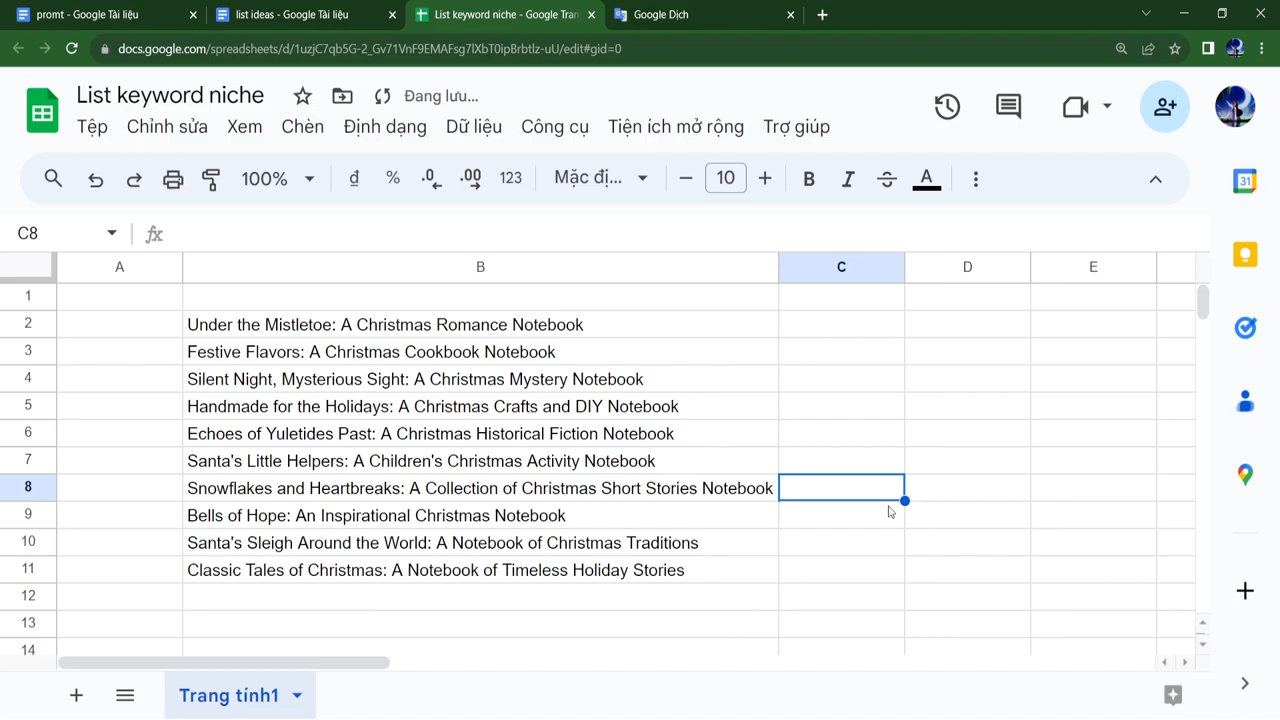 promt - Google Tài liệu
list ideas - Google Tài liệu
List keyword niche - Google Tran
Google Dịch
docs.google.com/spreadsheets/d/1uzjC7qb5G-2_Gv71VnF9EMAFsg7lXbT0ipBrbtIz-uU/edit#gid=0
List keyword niche
Đang lưu...
Tệp Chỉnh sửa Xem Chèn Định dạng Dữ liệu Công cụ Tiện ích mở rộng Trợ giúp
100% ₫ % .0 .00 123 Mặc đị... 10 B I S A
31
C8 fx
A B C D E
1
2 Under the Mistletoe: A Christmas Romance Notebook
3 Festive Flavors: A Christmas Cookbook Notebook
4 Silent Night, Mysterious Sight: A Christmas Mystery Notebook
5 Handmade for the Holidays: A Christmas Crafts and DIY Notebook
6 Echoes of Yuletides Past: A Christmas Historical Fiction Notebook
7 Santa's Little Helpers: A Children's Christmas Activity Notebook
8 Snowflakes and Heartbreaks: A Collection of Christmas Short Stories Notebook
9 Bells of Hope: An Inspirational Christmas Notebook
10 Santa's Sleigh Around the World: A Notebook of Christmas Traditions
11 Classic Tales of Christmas: A Notebook of Timeless Holiday Stories
12
13
14
Trang tính1